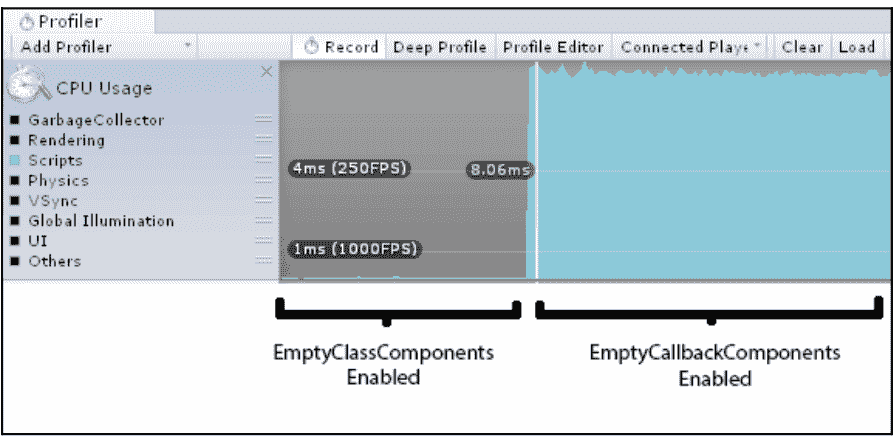 Profiler
Add Profiler Record Deep Profile Profile Editor Connected Playe Clear Load
CPU Usage
GarbageCollector
Rendering
Scripts
Physics
VSync
Global Illumination
UI
Others
4ms (250FPS) 8.06ms
1ms (1000FPS)
EmptyClassComponents EmptyCallbackComponents
Enabled Enabled